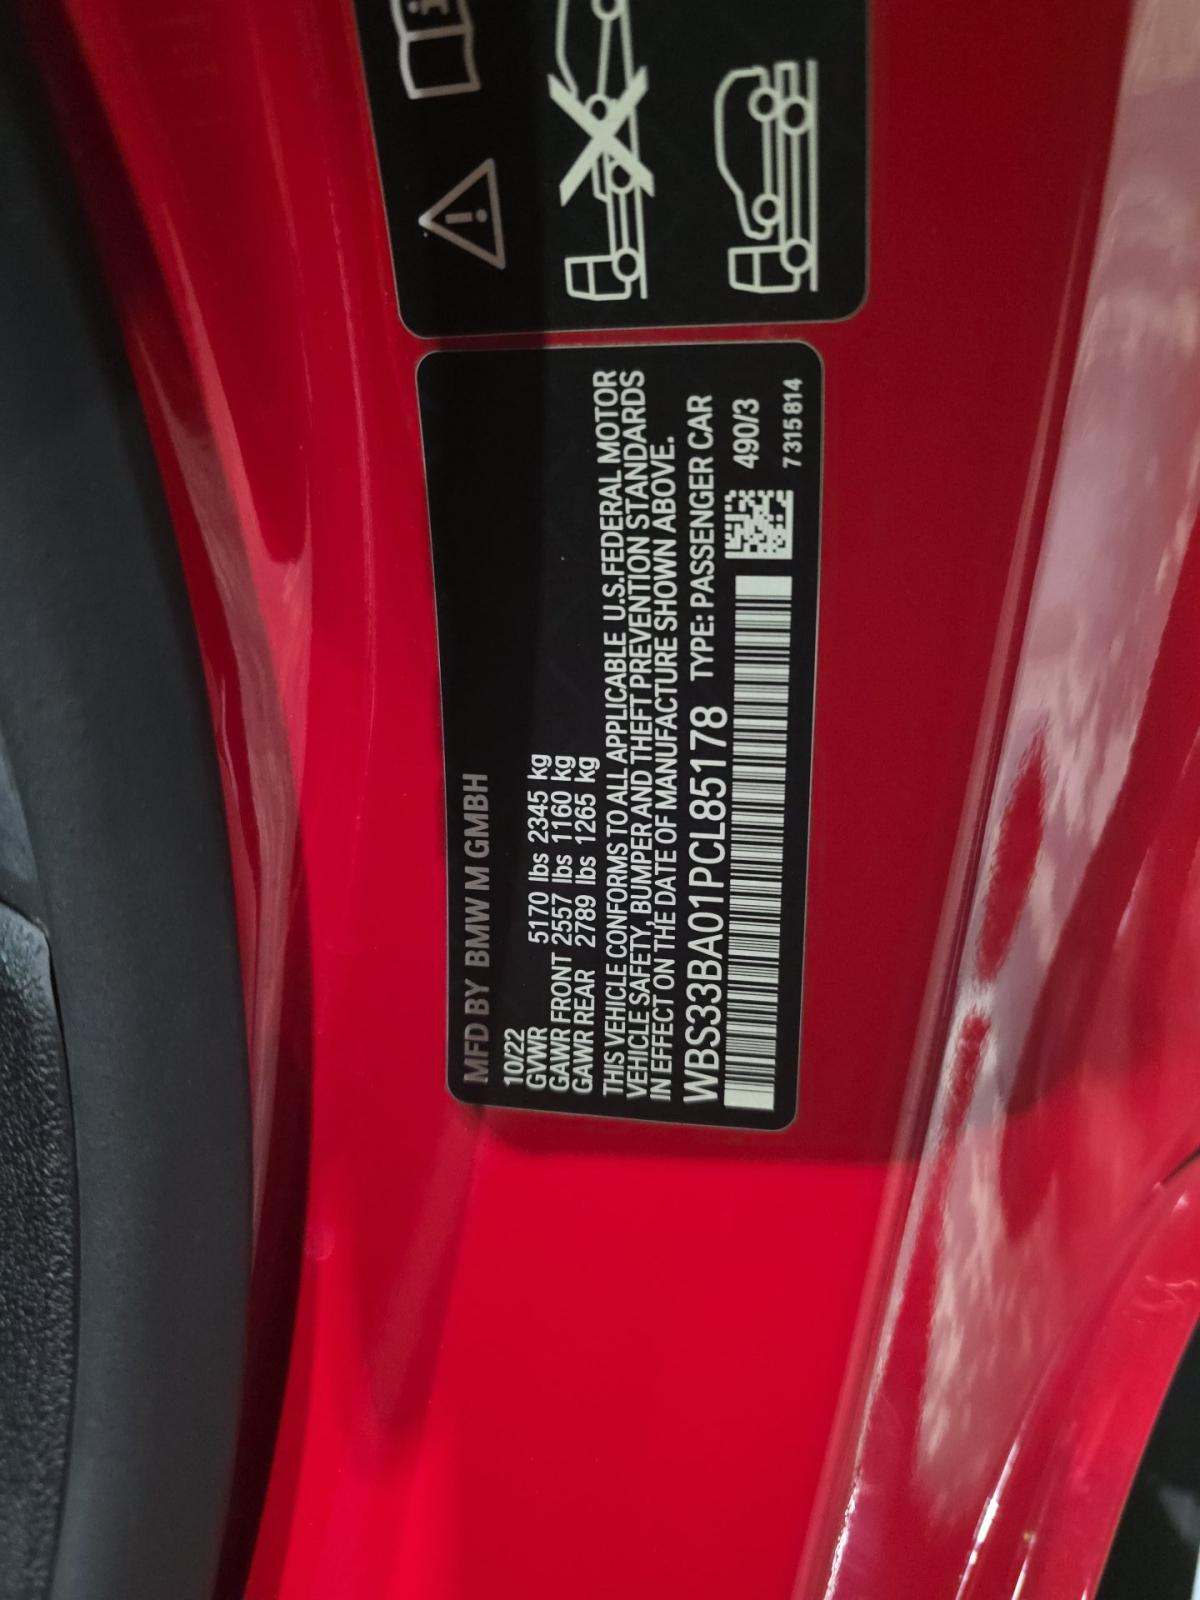 MFD BY BMW M GMBH
10/22
GVWR 5170 lbs 2345 kg
GAWR FRONT 2557 lbs 1160 kg
GAWR REAR 2789 lbs 1265 kg
THIS VEHICLE CONFORMS TO ALL APPLICABLE U.S.FEDERAL MOTOR
VEHICLE SAFETY, BUMPER AND THEFT PREVENTION STANDARDS
IN EFFECT ON THE DATE OF MANUFACTURE SHOWN ABOVE.
WBS33BA01PCL85178 TYPE: PASSENGER CAR
490/3
7 315 814